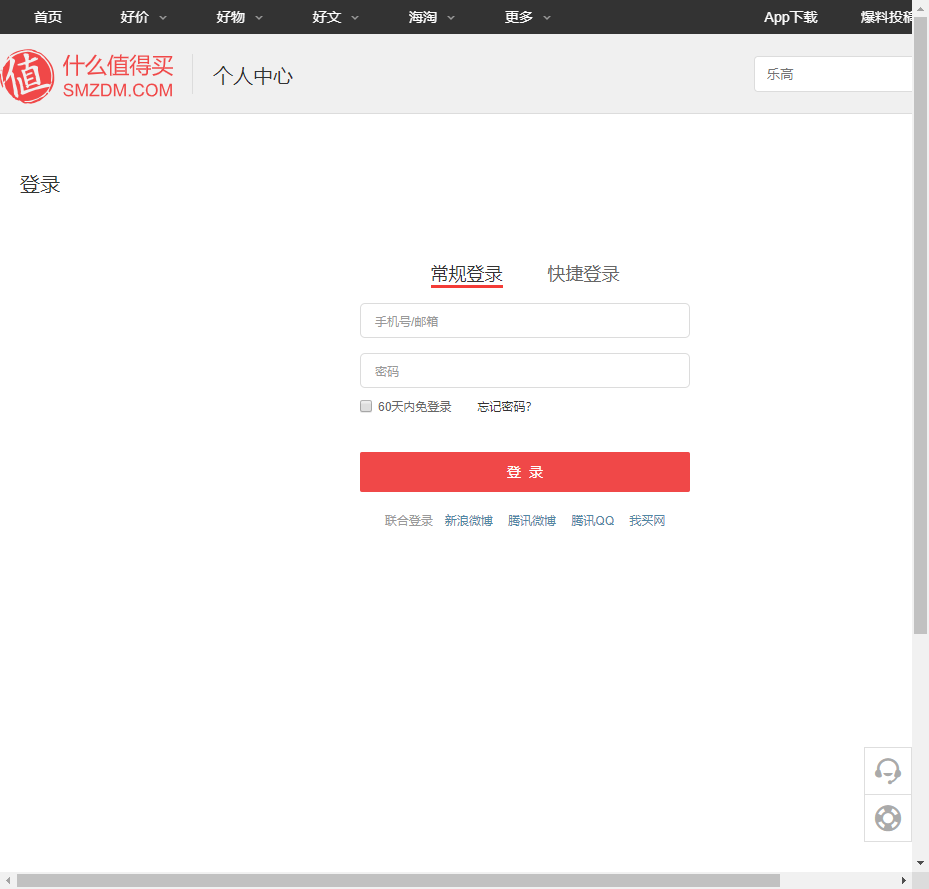 首页 好价 好物 好文 海淘 更多 App下载 爆料投稿
值 什么值得买
SMZDM.COM
个人中心
乐高
登录
常规登录 快捷登录
手机号/邮箱
密码
60天内免登录 忘记密码?
登 录
联合登录 新浪微博 腾讯微博 腾讯QQ 我买网